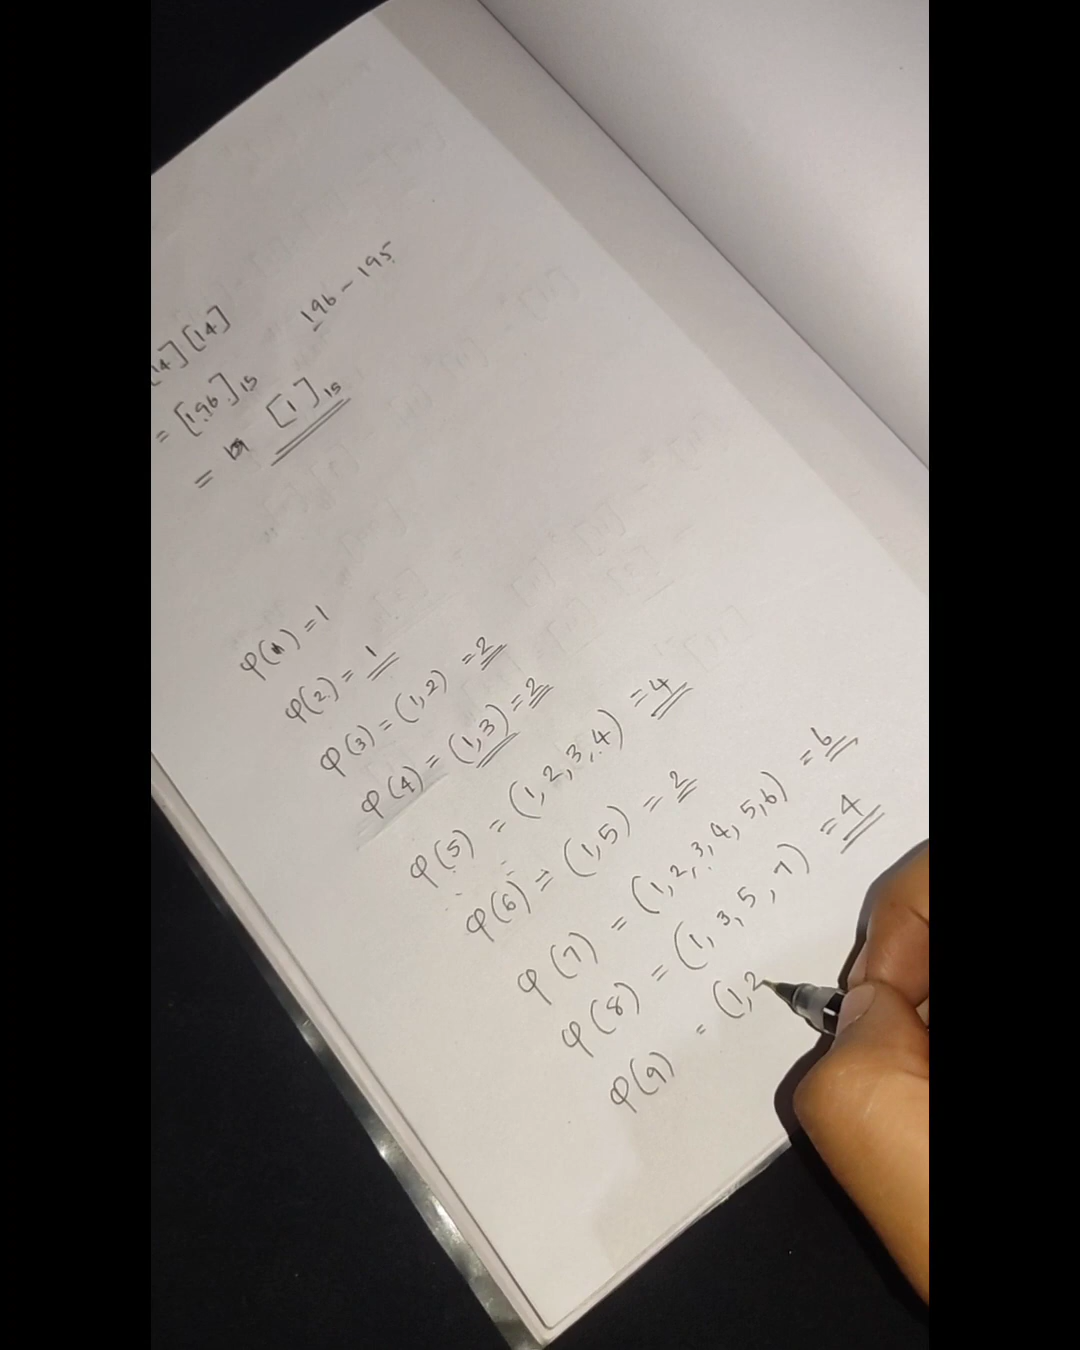 [14][14]
= [196]15 196 - 195
= [1]15
φ(1) = 1
φ(2) = 1
φ(3) = (1,2) = 2
φ(4) = (1,3) = 2
φ(5) = (1,2,3,4) = 4
φ(6) = (1,5) = 2
φ(7) = (1,2,3,4,5,6) = 6
φ(8) = (1,3,5,7) = 4
φ(9) = (1,2